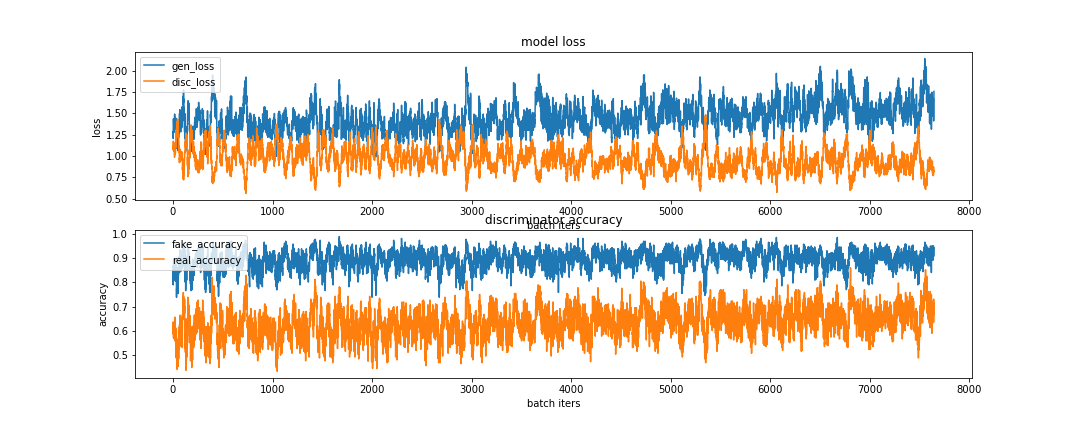 model loss
gen_loss
disc_loss
loss
2.00
1.75
1.50
1.25
1.00
0.75
0.50
0 1000 2000 3000 4000 5000 6000 7000 8000
batch iters
discriminator accuracy
fake_accuracy
real_accuracy
accuracy
1.0
0.9
0.8
0.7
0.6
0.5
0 1000 2000 3000 4000 5000 6000 7000 8000
batch iters